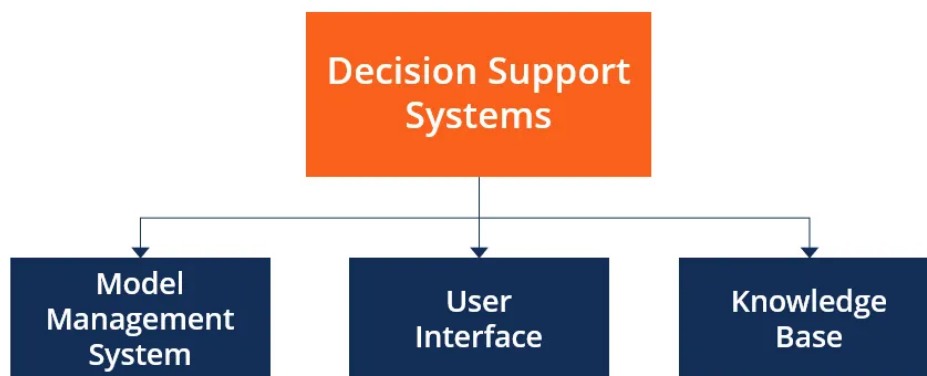 Decision Support
Systems
Model
Management
System
User
Interface
Knowledge
Base